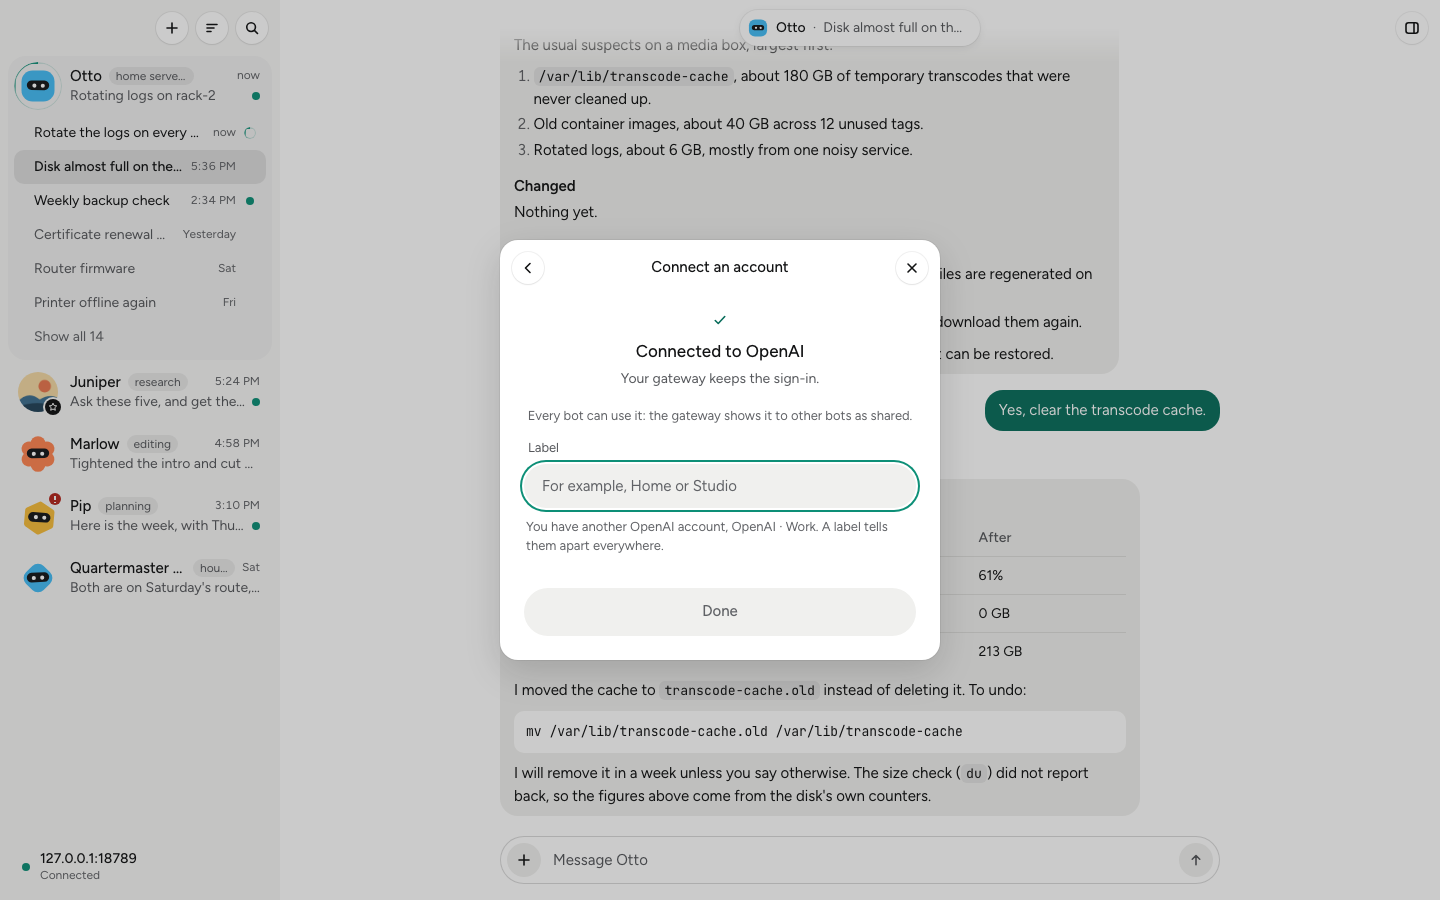 Otto home serve... now
Rotating logs on rack-2
Rotate the logs on every ... now
Disk almost full on the... 5:36 PM
Weekly backup check 2:34 PM
Certificate renewal ... Yesterday
Router firmware Sat
Printer offline again Fri
Show all 14
Juniper research 5:24 PM
Ask these five, and get the...
Marlow editing 4:58 PM
Tightened the intro and cut ...
Pip planning 3:10 PM
Here is the week, with Thu...
Quartermaster ... hou... Sat
Both are on Saturday's route,...
127.0.0.1:18789
Connected
Otto · Disk almost full on th...
The usual suspects on a media box, largest first:
1. /var/lib/transcode-cache, about 180 GB of temporary transcodes that were
never cleaned up.
2. Old container images, about 40 GB across 12 unused tags.
3. Rotated logs, about 6 GB, mostly from one noisy service.
Changed
Nothing yet.
files are regenerated on
download them again.
can be restored.
Yes, clear the transcode cache.
Connect an account
Connected to OpenAI
Your gateway keeps the sign-in.
Every bot can use it: the gateway shows it to other bots as shared.
Label
For example, Home or Studio
You have another OpenAI account, OpenAI · Work. A label tells
them apart everywhere.
Done
After
61%
0 GB
213 GB
I moved the cache to transcode-cache.old instead of deleting it. To undo:
mv /var/lib/transcode-cache.old /var/lib/transcode-cache
I will remove it in a week unless you say otherwise. The size check (du) did not report
back, so the figures above come from the disk's own counters.
Message Otto